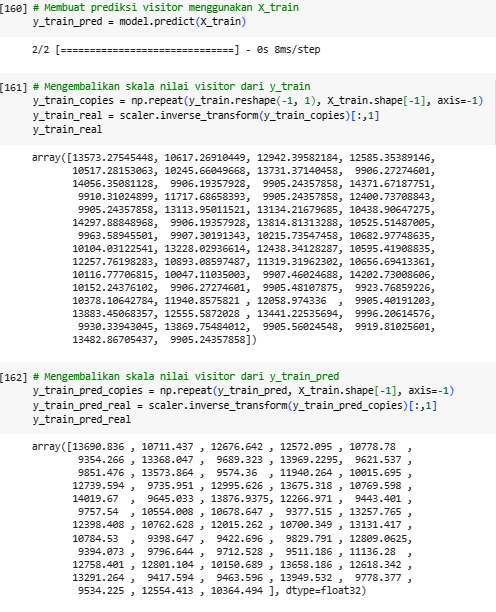 [160] # Membuat prediksi visitor menggunakan X_train
y_train_pred = model.predict(X_train)
2/2 [==============================] - 0s 8ms/step
[161] # Mengembalikan skala nilai visitor dari y_train
y_train_copies = np.repeat(y_train.reshape(-1, 1), X_train.shape[-1], axis=-1)
y_train_real = scaler.inverse_transform(y_train_copies)[:,1]
y_train_real
array([13573.27545448, 10617.26910449, 12942.39582184, 12585.35389146,
10517.28153063, 10245.66049668, 13731.37140458, 9906.27274601,
14056.35081128, 9906.19357928, 9905.24357858, 14371.67187751,
9910.31024899, 11717.68658393, 9905.24357858, 12400.73708843,
9905.24357858, 13113.95011521, 13134.21679685, 10438.90647275,
14297.88848968, 9906.19357928, 13814.81313288, 10525.51487005,
9963.58945501, 9907.30191343, 10215.73547458, 10682.97748635,
10104.03122541, 13228.02936614, 12438.34128287, 10595.41908835,
12257.76198283, 10893.08597487, 11319.31962302, 10656.69413361,
10116.77706815, 10047.11035003, 9907.46024688, 14202.73008606,
10152.24376102, 9906.27274601, 9905.48107875, 9923.76859226,
10378.10642784, 11940.8575821 , 12058.974336 , 9905.40191203,
13883.45068357, 12555.5872028 , 13441.22535694, 9996.20614576,
9930.33943045, 13869.75484012, 9905.56024548, 9919.81025601,
13482.86705437, 9905.24357858])
[162] # Mengembalikan skala nilai visitor dari y_train_pred
y_train_pred_copies = np.repeat(y_train_pred, X_train.shape[-1], axis=-1)
y_train_pred_real = scaler.inverse_transform(y_train_pred_copies)[:,1]
y_train_pred_real
array([13690.836 , 10711.437 , 12676.642 , 12572.095 , 10778.78 ,
9354.266 , 13368.047 , 9689.323 , 13969.2295, 9621.537 ,
9851.476 , 13573.864 , 9574.36 , 11940.264 , 10015.695 ,
12739.594 , 9735.951 , 12995.626 , 13675.318 , 10769.598 ,
14019.67 , 9645.033 , 13876.9375, 12266.971 , 9443.401 ,
9757.54 , 10554.008 , 10678.647 , 9377.515 , 13257.765 ,
12398.408 , 10762.628 , 12015.262 , 10700.349 , 13131.417 ,
10784.53 , 9398.647 , 9422.696 , 9829.791 , 12809.0625,
9394.073 , 9796.644 , 9712.528 , 9511.186 , 11136.28 ,
12758.401 , 12801.104 , 10150.689 , 13658.186 , 12618.342 ,
13291.264 , 9417.594 , 9463.596 , 13949.532 , 9778.377 ,
9534.225 , 12554.413 , 10364.494 ], dtype=float32)